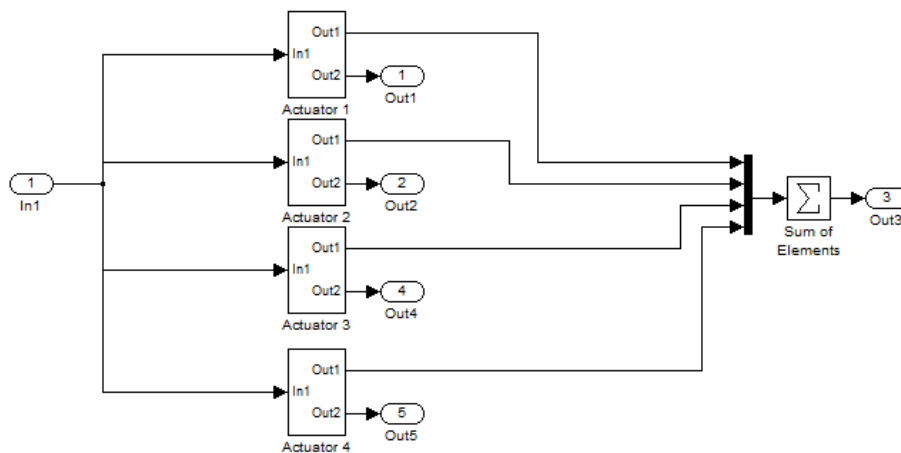 Out1
In1
Out2
1
Out1
Actuator 1
Out1
In1
Out2
2
Out2
Actuator 2
1
In1
Out1
In1
Out2
4
Out4
Actuator 3
Out1
In1
Out2
5
Out5
Actuator 4
Sum of
Elements
3
Out3